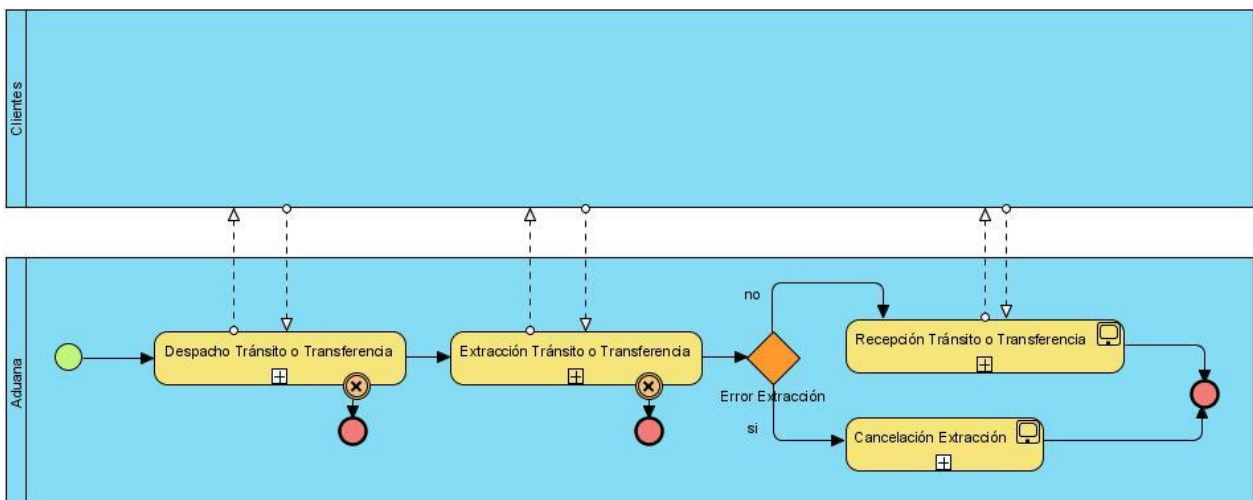 Clientes
Aduana
Despacho Tránsito o Transferencia
Extracción Tránsito o Transferencia
no
Error Extracción
si
Recepción Tránsito o Transferencia
Cancelación Extracción